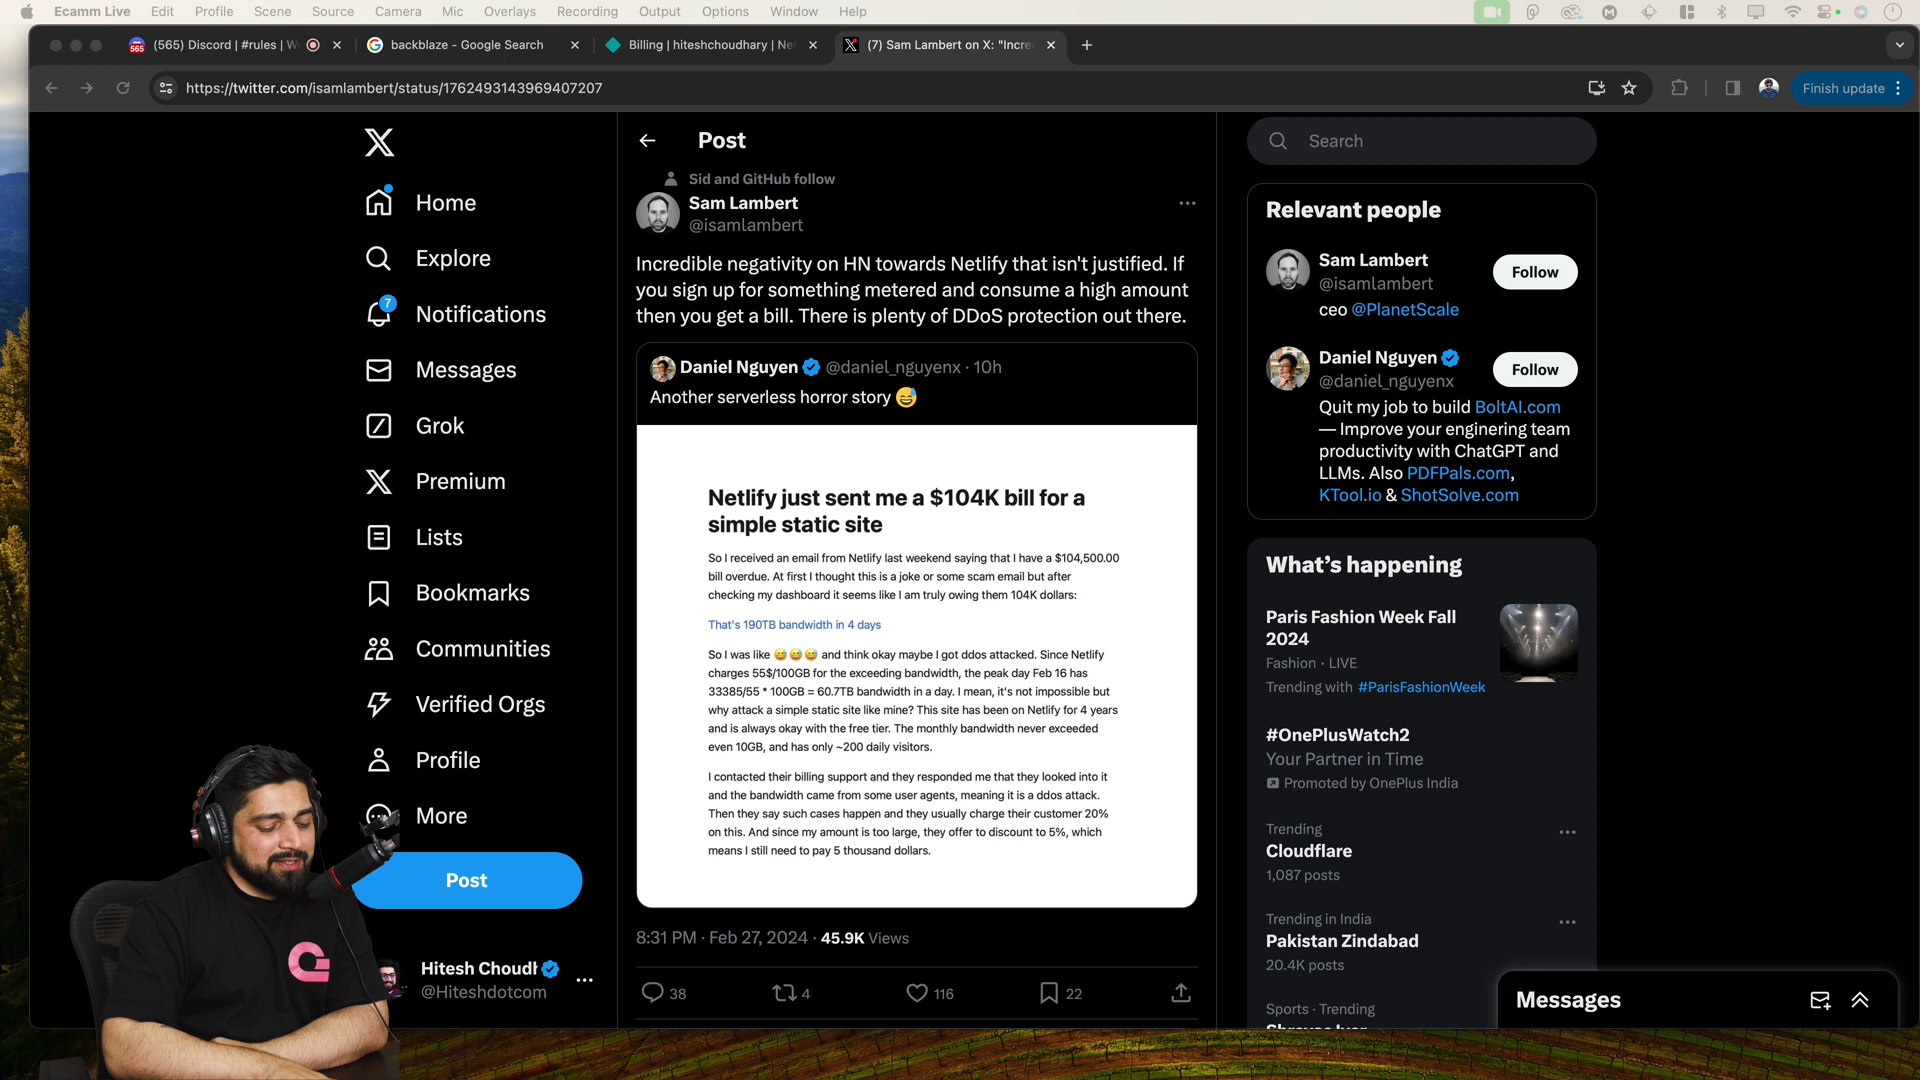 Ecamm Live Edit Profile Scene Source Camera Mic Overlays Recording Output Options Window Help
(565) Discord | #rules | W
backblaze - Google Search
Billing | hiteshchoudhary | Ne
(7) Sam Lambert on X: "Incre
https://twitter.com/isamlambert/status/1762493143969407207
Finish update
Home
Explore
7
Notifications
Messages
Grok
Premium
Lists
Bookmarks
Communities
Verified Orgs
Profile
More
Post
Hitesh Choudh
@Hiteshdotcom
Post
Sid and GitHub follow
Sam Lambert
@isamlambert
Incredible negativity on HN towards Netlify that isn't justified. If
you sign up for something metered and consume a high amount
then you get a bill. There is plenty of DDoS protection out there.
Daniel Nguyen @daniel_nguyenx · 10h
Another serverless horror story 😅
Netlify just sent me a $104K bill for a
simple static site
So I received an email from Netlify last weekend saying that I have a $104,500.00
bill overdue. At first I thought this is a joke or some scam email but after
checking my dashboard it seems like I am truly owing them 104K dollars:
That's 190TB bandwidth in 4 days
So I was like 😅😅😅 and think okay maybe I got ddos attacked. Since Netlify
charges 55$/100GB for the exceeding bandwidth, the peak day Feb 16 has
33385/55 * 100GB = 60.7TB bandwidth in a day. I mean, it's not impossible but
why attack a simple static site like mine? This site has been on Netlify for 4 years
and is always okay with the free tier. The monthly bandwidth never exceeded
even 10GB, and has only ~200 daily visitors.
I contacted their billing support and they responded me that they looked into it
and the bandwidth came from some user agents, meaning it is a ddos attack.
Then they say such cases happen and they usually charge their customer 20%
on this. And since my amount is too large, they offer to discount to 5%, which
means I still need to pay 5 thousand dollars.
8:31 PM · Feb 27, 2024 · 45.9K Views
38 4 116 22
Search
Relevant people
Sam Lambert
@isamlambert
Follow
ceo @PlanetScale
Daniel Nguyen
@daniel_nguyenx
Follow
Quit my job to build BoltAI.com
— Improve your enginering team
productivity with ChatGPT and
LLMs. Also PDFPals.com,
KTool.io & ShotSolve.com
What's happening
Paris Fashion Week Fall
2024
Fashion · LIVE
Trending with #ParisFashionWeek
#OnePlusWatch2
Your Partner in Time
Promoted by OnePlus India
Trending
Cloudflare
1,087 posts
Trending in India
Pakistan Zindabad
20.4K posts
Sports · Trending
Messages